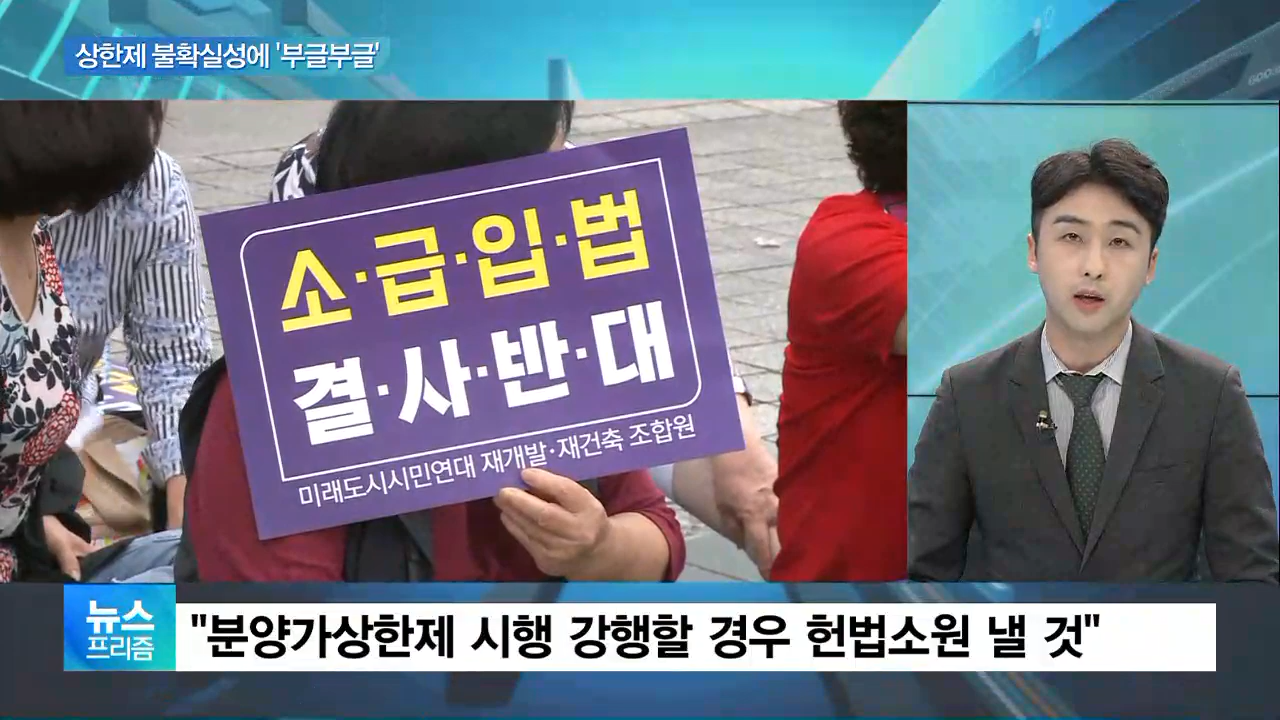 상한제 불확실성에 '부글부글'
소·급·입·법
결·사·반·대
미래도시시민연대 재개발·재건축 조합원
뉴스
프리즘
"분양가상한제 시행 강행할 경우 헌법소원 낼 것"